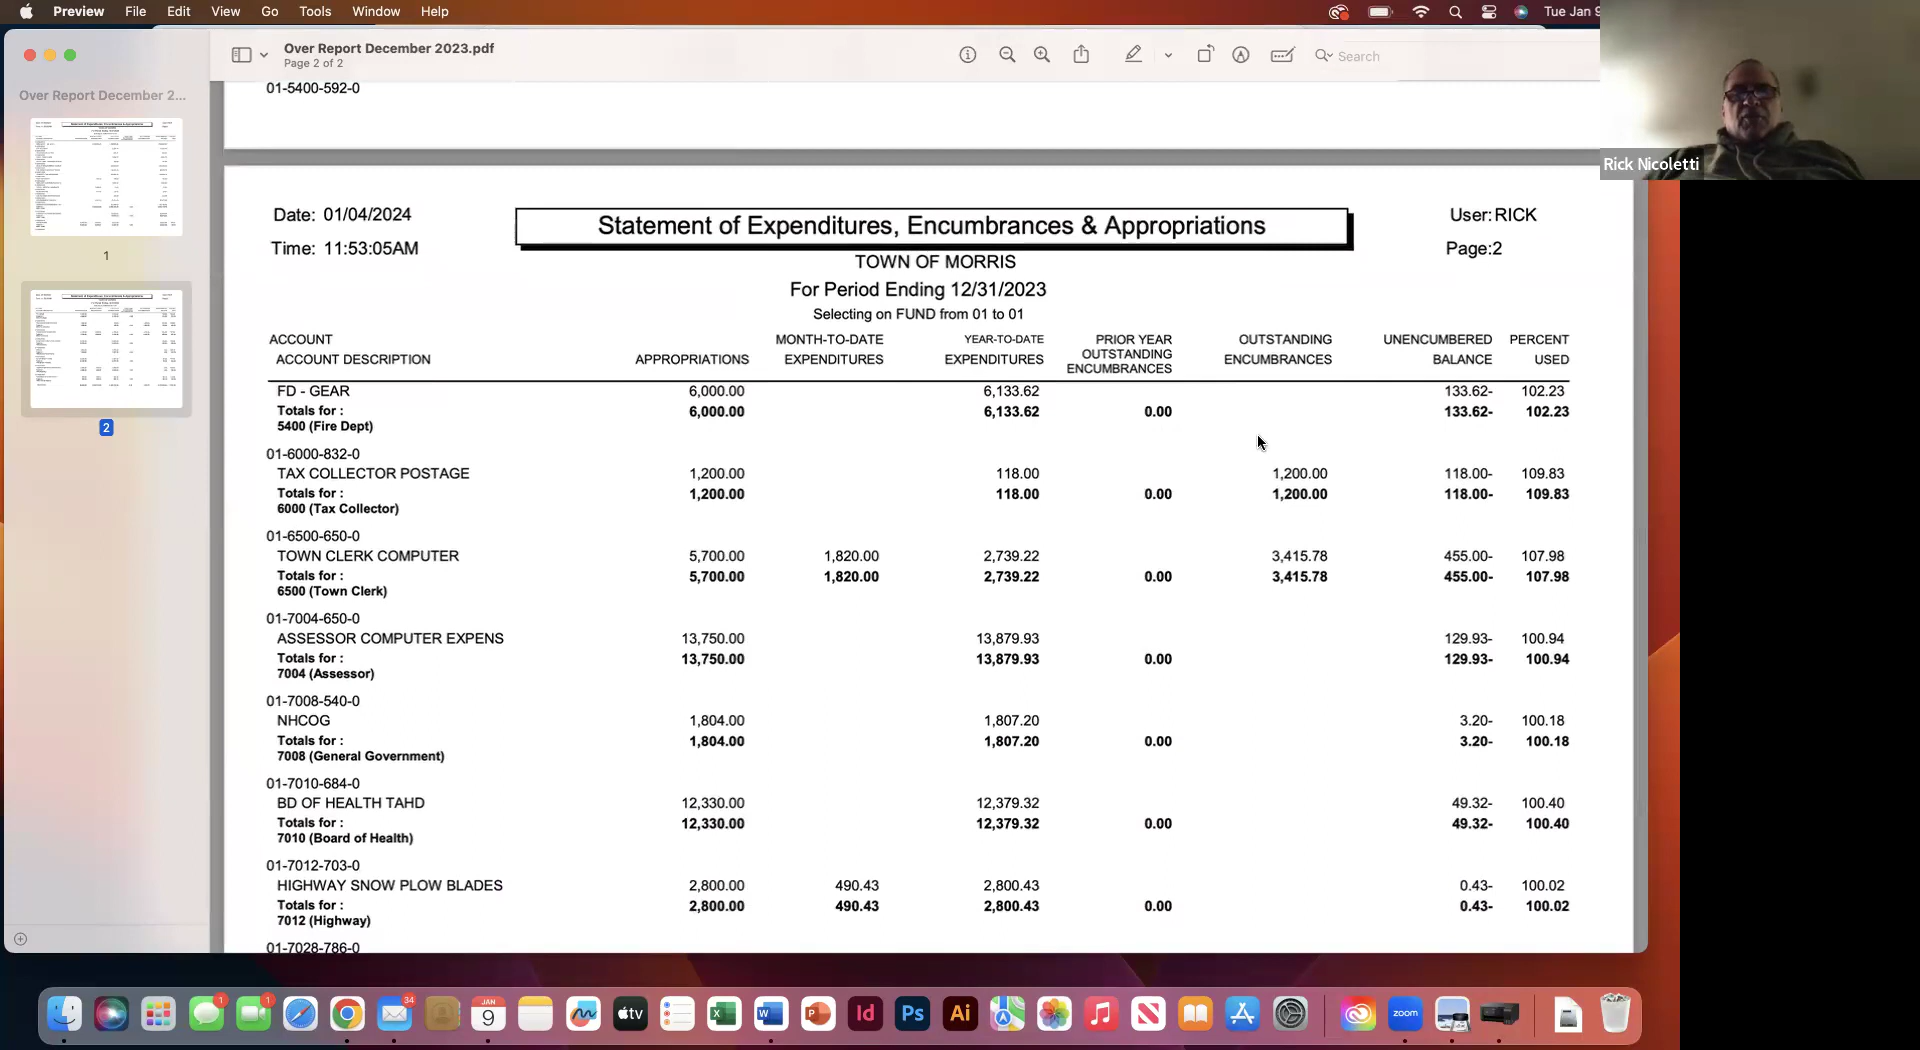 Preview File Edit View Go Tools Window Help
Tue Jan 9
Over Report December 2023.pdf
Page 2 of 2
Search
Over Report December 2...
1
2
Rick Nicoletti
01-5400-592-0
Date: 01/04/2024
Time: 11:53:05AM
Statement of Expenditures, Encumbrances & Appropriations
User:RICK
Page:2
TOWN OF MORRIS
For Period Ending 12/31/2023
Selecting on FUND from 01 to 01
ACCOUNT MONTH-TO-DATE YEAR-TO-DATE PRIOR YEAR OUTSTANDING UNENCUMBERED PERCENT
ACCOUNT DESCRIPTION APPROPRIATIONS EXPENDITURES EXPENDITURES OUTSTANDING ENCUMBRANCES ENCUMBRANCES BALANCE USED
FD - GEAR 6,000.00 6,133.62 133.62- 102.23
Totals for : 6,000.00 6,133.62 0.00 133.62- 102.23
5400 (Fire Dept)
01-6000-832-0
TAX COLLECTOR POSTAGE 1,200.00 118.00 1,200.00 118.00- 109.83
Totals for : 1,200.00 118.00 0.00 1,200.00 118.00- 109.83
6000 (Tax Collector)
01-6500-650-0
TOWN CLERK COMPUTER 5,700.00 1,820.00 2,739.22 3,415.78 455.00- 107.98
Totals for : 5,700.00 1,820.00 2,739.22 0.00 3,415.78 455.00- 107.98
6500 (Town Clerk)
01-7004-650-0
ASSESSOR COMPUTER EXPENS 13,750.00 13,879.93 129.93- 100.94
Totals for : 13,750.00 13,879.93 0.00 129.93- 100.94
7004 (Assessor)
01-7008-540-0
NHCOG 1,804.00 1,807.20 3.20- 100.18
Totals for : 1,804.00 1,807.20 0.00 3.20- 100.18
7008 (General Government)
01-7010-684-0
BD OF HEALTH TAHD 12,330.00 12,379.32 49.32- 100.40
Totals for : 12,330.00 12,379.32 0.00 49.32- 100.40
7010 (Board of Health)
01-7012-703-0
HIGHWAY SNOW PLOW BLADES 2,800.00 490.43 2,800.43 0.43- 100.02
Totals for : 2,800.00 490.43 2,800.43 0.00 0.43- 100.02
7012 (Highway)
01-7028-786-0
1 1 34 JAN 9 tv Id Ps Ai zoom